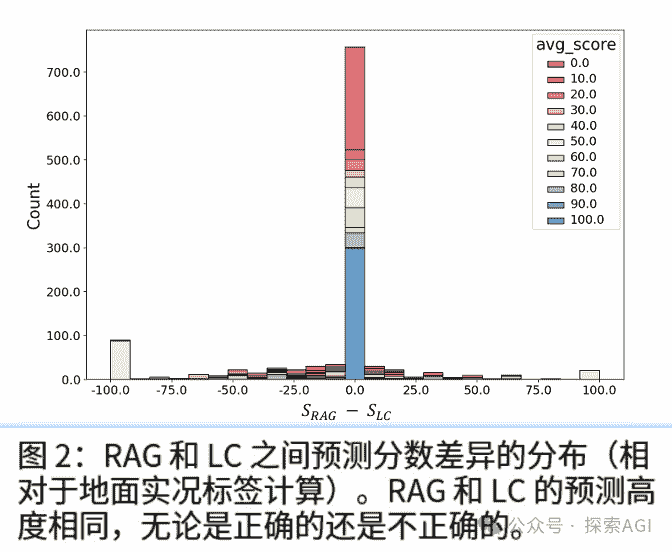 avg_score
0.0
10.0
20.0
30.0
40.0
50.0
60.0
70.0
80.0
90.0
100.0
700.0
600.0
500.0
400.0
300.0
200.0
100.0
0.0
Count
-100.0 -75.0 -50.0 -25.0 0.0 25.0 50.0 75.0 100.0
S_RAG − S_LC
图 2：RAG 和 LC 之间预测分数差异的分布（相
对于地面实况标签计算）。RAG 和 LC 的预测高
度相同，无论是正确的还是不正确的。
公众号 · 探索AGI